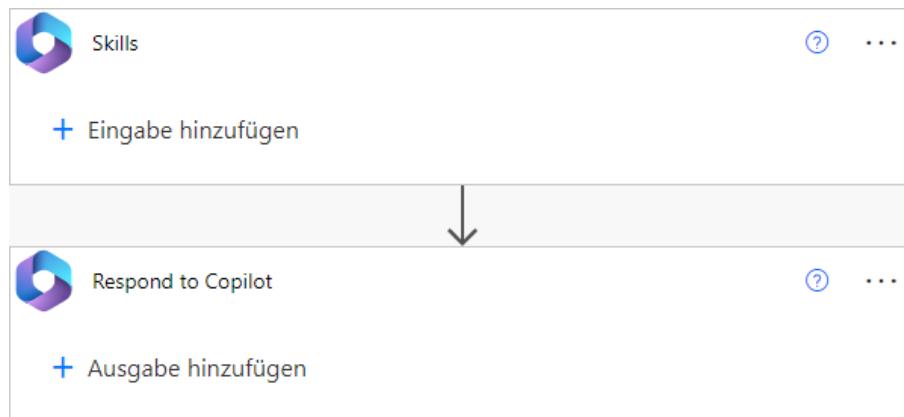 Skills
+ Eingabe hinzufügen
Respond to Copilot
+ Ausgabe hinzufügen